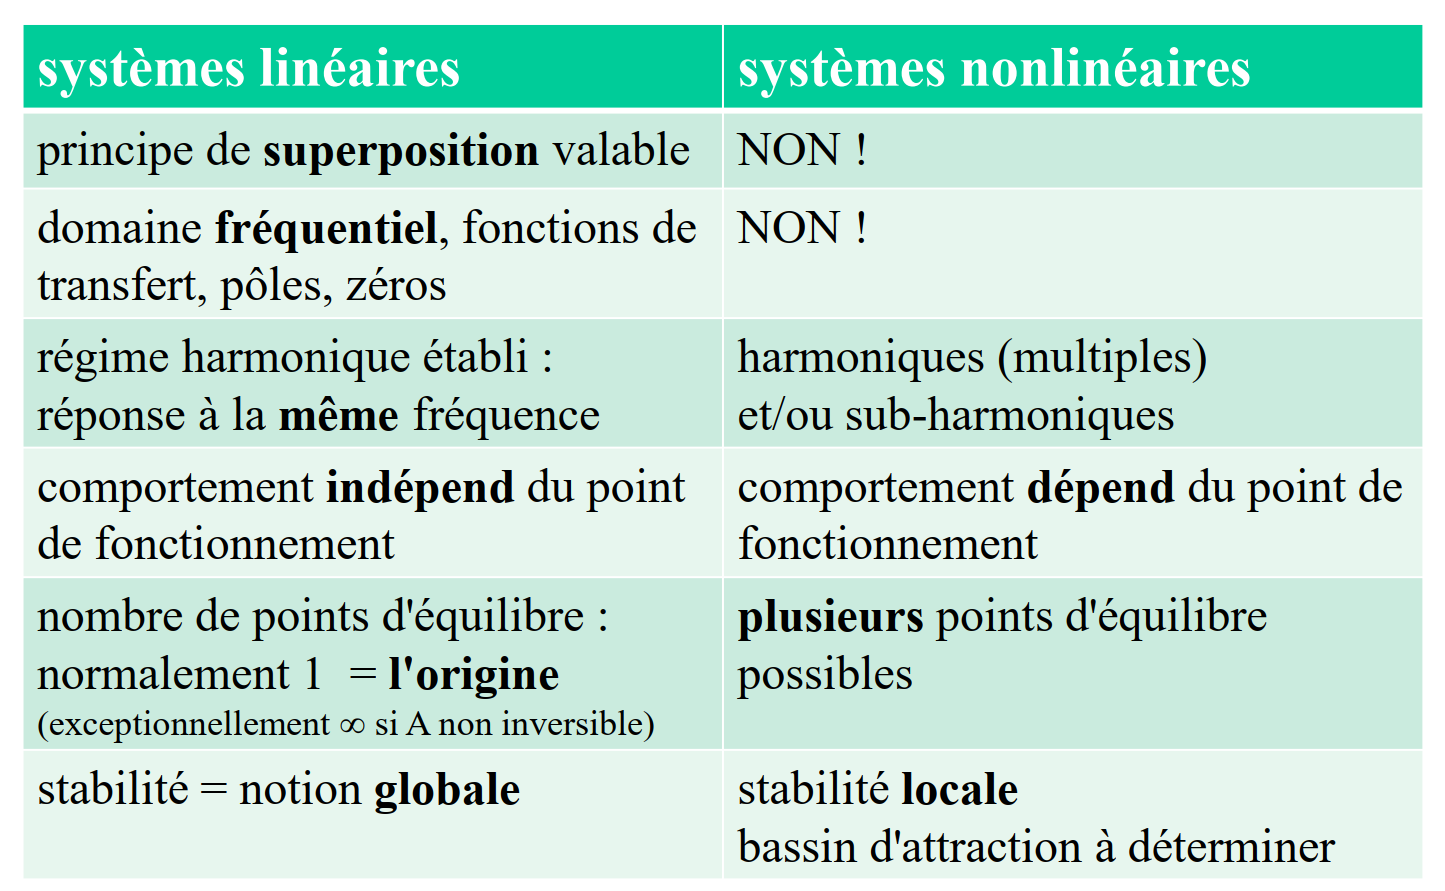 systèmes linéaires
systèmes nonlinéaires
principe de superposition valable
NON !
domaine fréquentiel, fonctions de
transfert, pôles, zéros
NON !
régime harmonique établi :
réponse à la même fréquence
harmoniques (multiples)
et/ou sub-harmoniques
comportement indépend du point
de fonctionnement
comportement dépend du point de
fonctionnement
nombre de points d'équilibre :
normalement 1 = l'origine
(exceptionnellement ∞ si A non inversible)
plusieurs points d'équilibre
possibles
stabilité = notion globale
stabilité locale
bassin d'attraction à déterminer